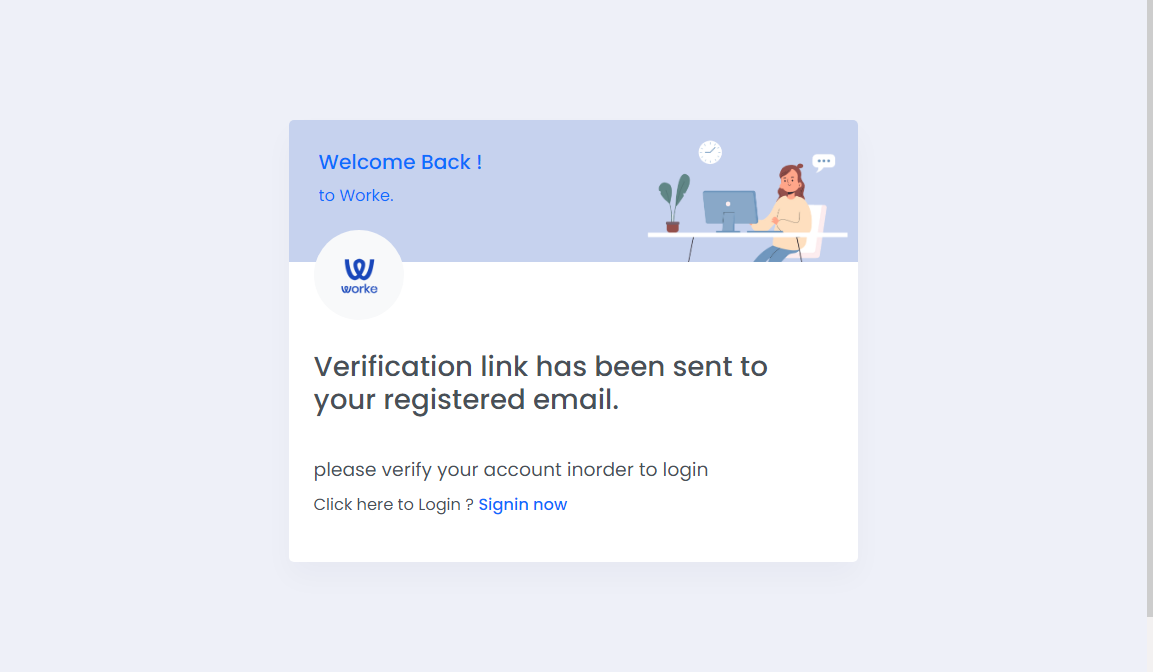 Welcome Back !
to Worke.
worke
Verification link has been sent to
your registered email.
please verify your account inorder to login
Click here to Login ? Signin now